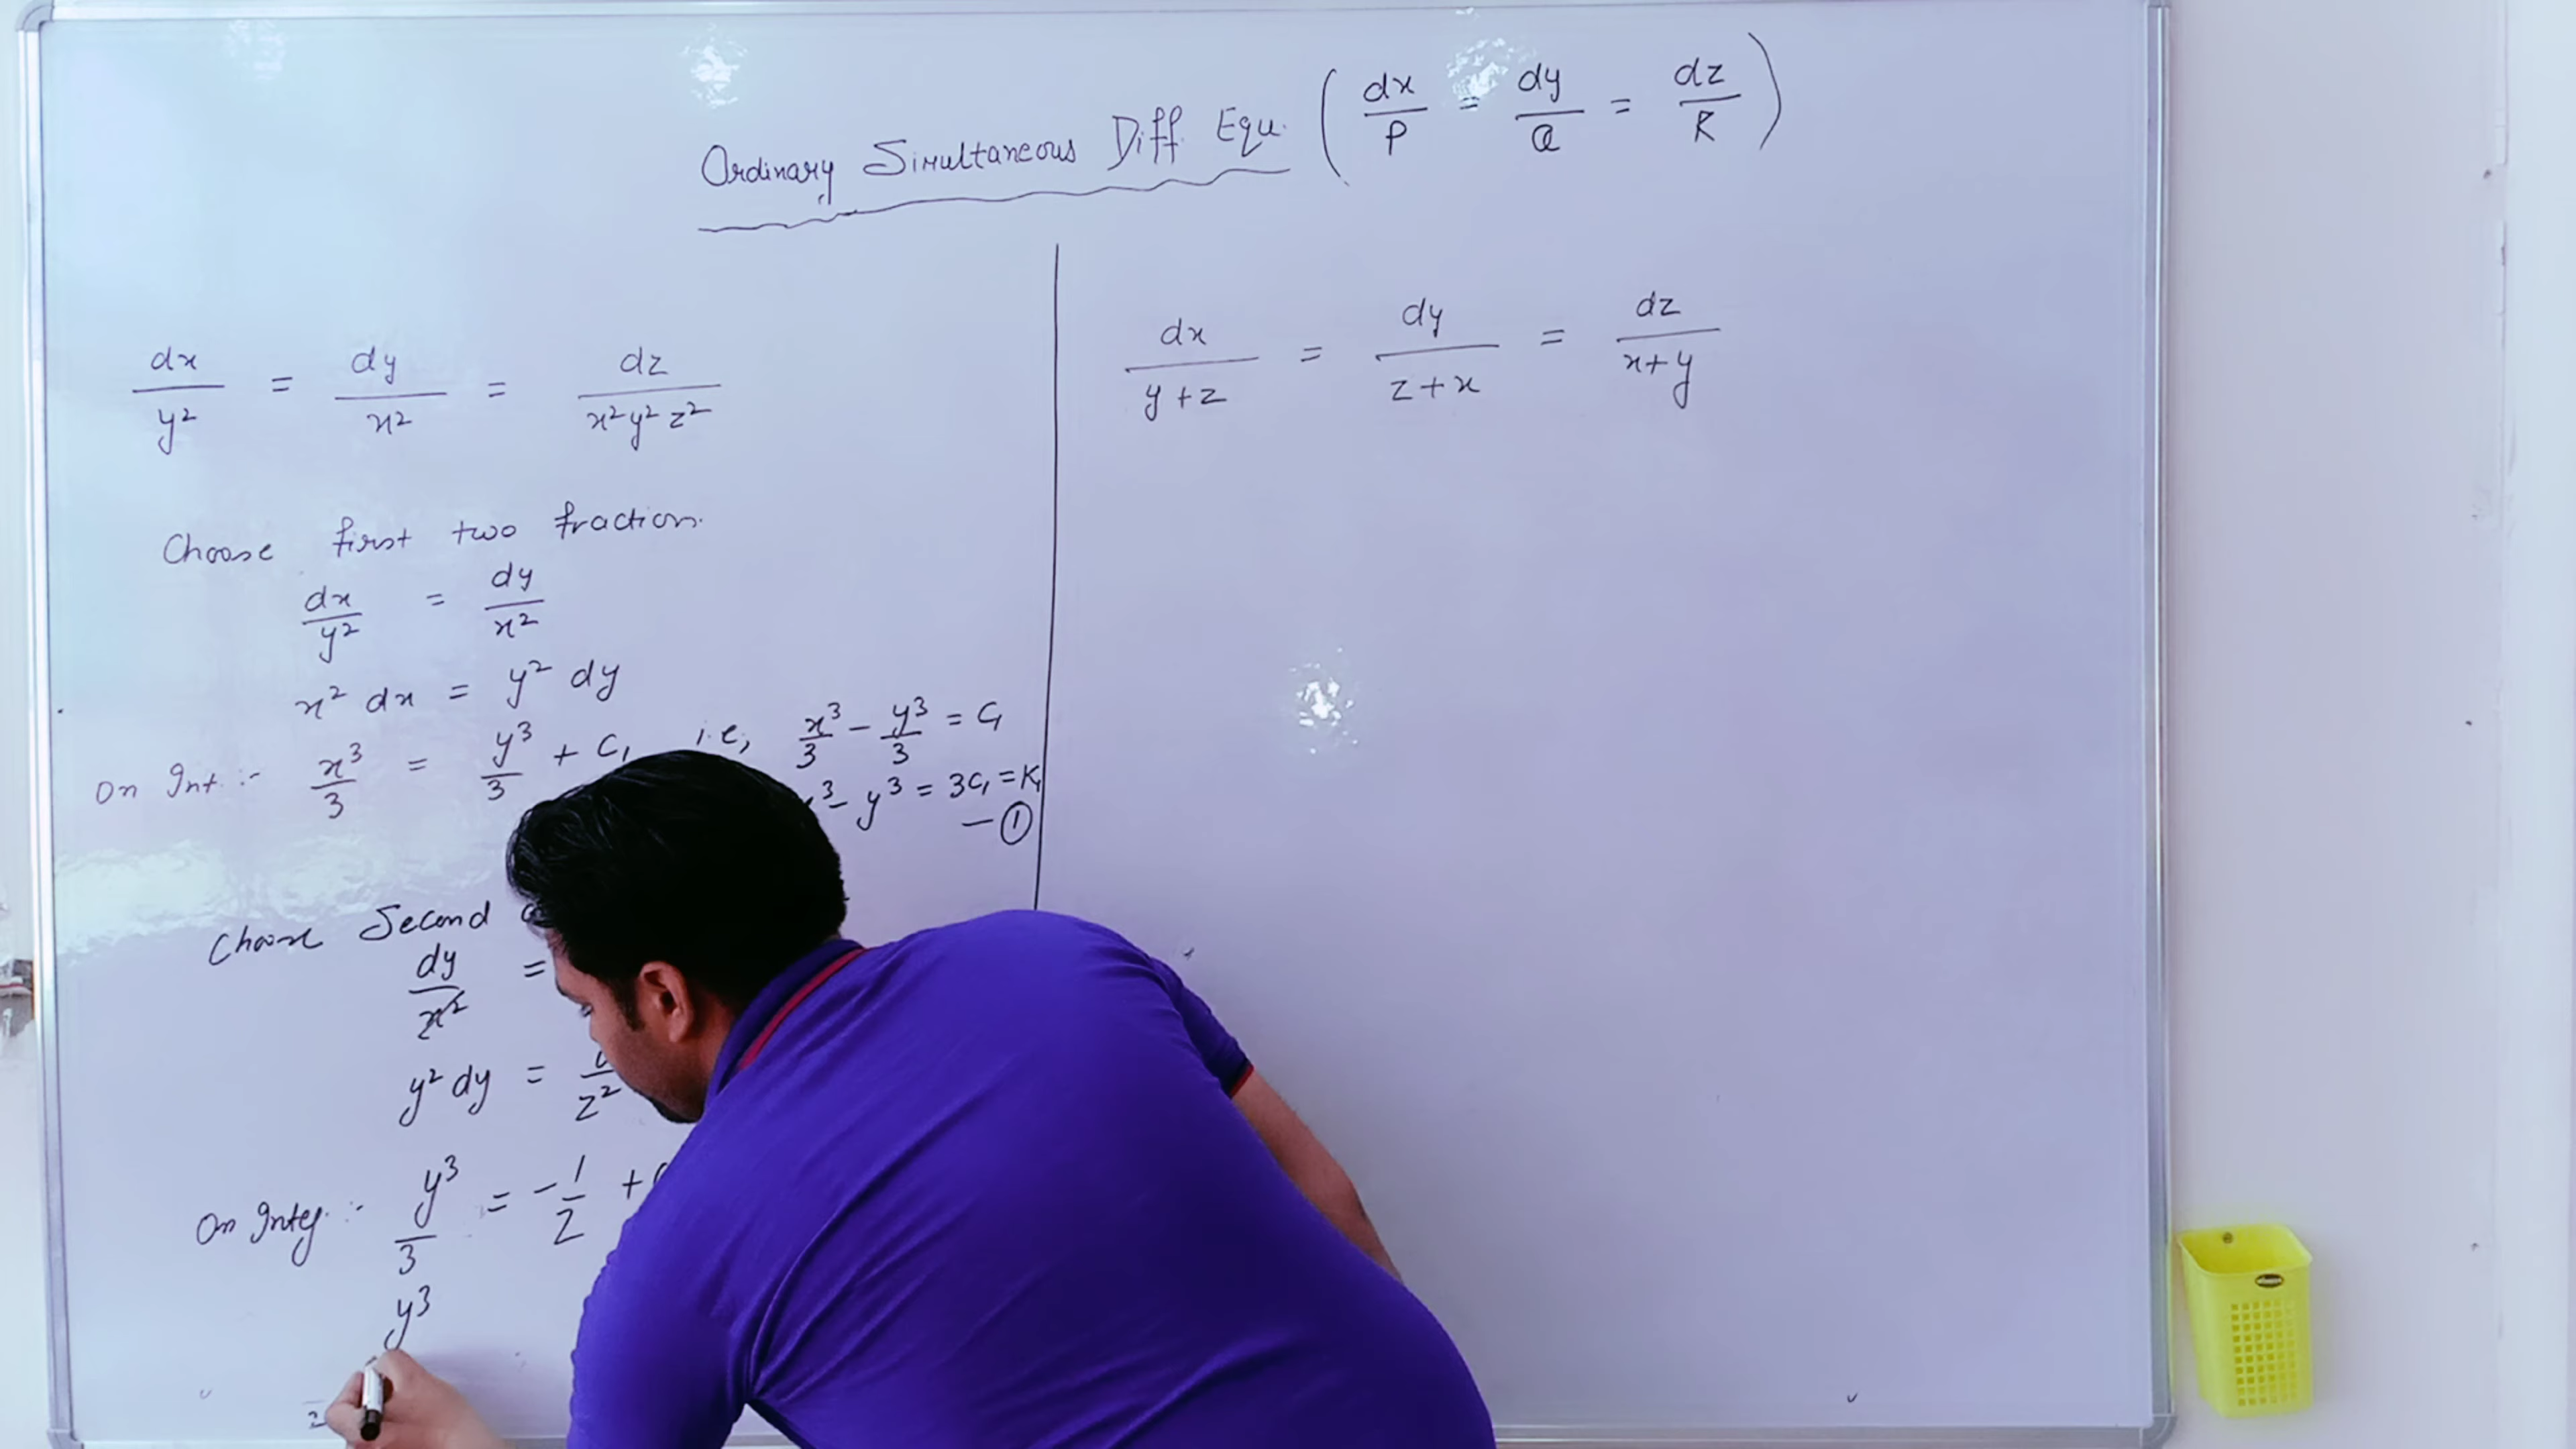 Ordinary Simultaneous Diff. Equ. (dx/P = dy/Q = dz/R)
dx/y² = dy/x² = dz/x²y²z²
Choose first two fraction.
dx/y² = dy/x²
x² dx = y² dy
On Int :- x³/3 = y³/3 + C₁ i.e, x³/3 - y³/3 = C₁
³ - y³ = 3C₁ = K₁
— ①
Choose Second
dy/x² =
y² dy = /z²
On Integ. :- y³/3 = -1/z +
y³
dx/y+z = dy/z+x = dz/x+y